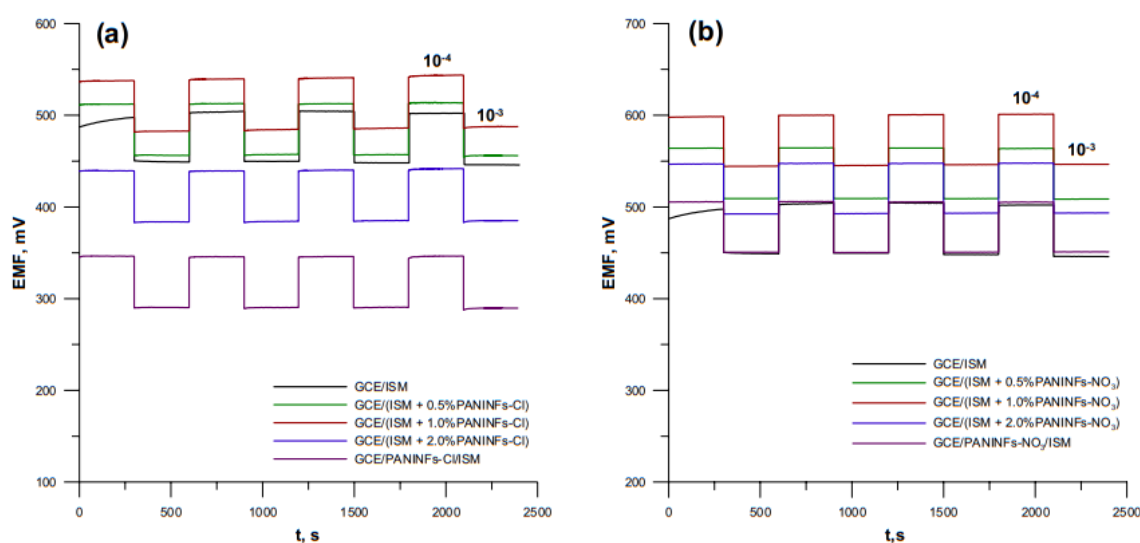 (a)
600
500
400
300
200
100
EMF, mV
10⁻⁴
10⁻³
GCE/ISM
GCE/(ISM + 0.5%PANINFs-Cl)
GCE/(ISM + 1.0%PANINFs-Cl)
GCE/(ISM + 2.0%PANINFs-Cl)
GCE/PANINFs-Cl/ISM
0 500 1000 1500 2000 2500
t, s
(b)
700
600
500
400
300
200
EMF, mV
10⁻⁴
10⁻³
GCE/ISM
GCE/(ISM + 0.5%PANINFs-NO₃)
GCE/(ISM + 1.0%PANINFs-NO₃)
GCE/(ISM + 2.0%PANINFs-NO₃)
GCE/PANINFs-NO₃/ISM
0 500 1000 1500 2000 2500
t,s